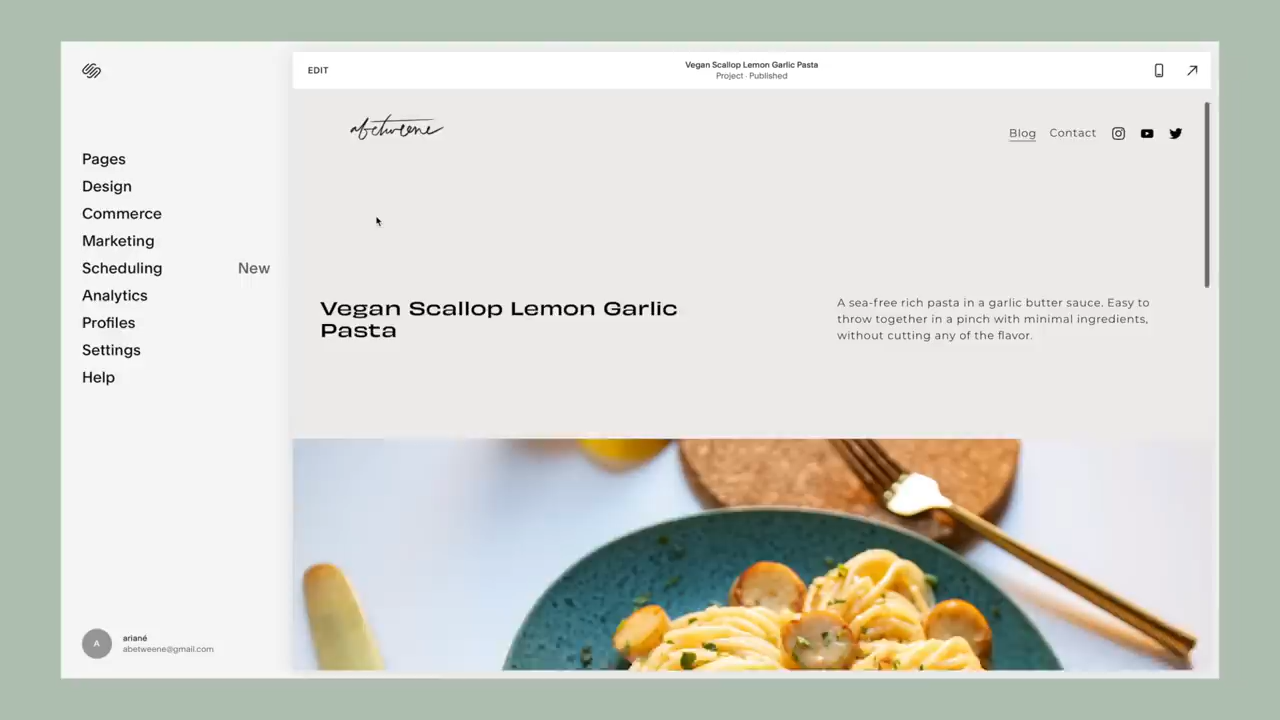 EDIT
Vegan Scallop Lemon Garlic Pasta
Project · Published
abetweene
Blog
Contact
Pages
Design
Commerce
Marketing
Scheduling
New
Analytics
Profiles
Settings
Help
Vegan Scallop Lemon Garlic
Pasta
A sea-free rich pasta in a garlic butter sauce. Easy to
throw together in a pinch with minimal ingredients,
without cutting any of the flavor.
A
ariané
abetweene@gmail.com